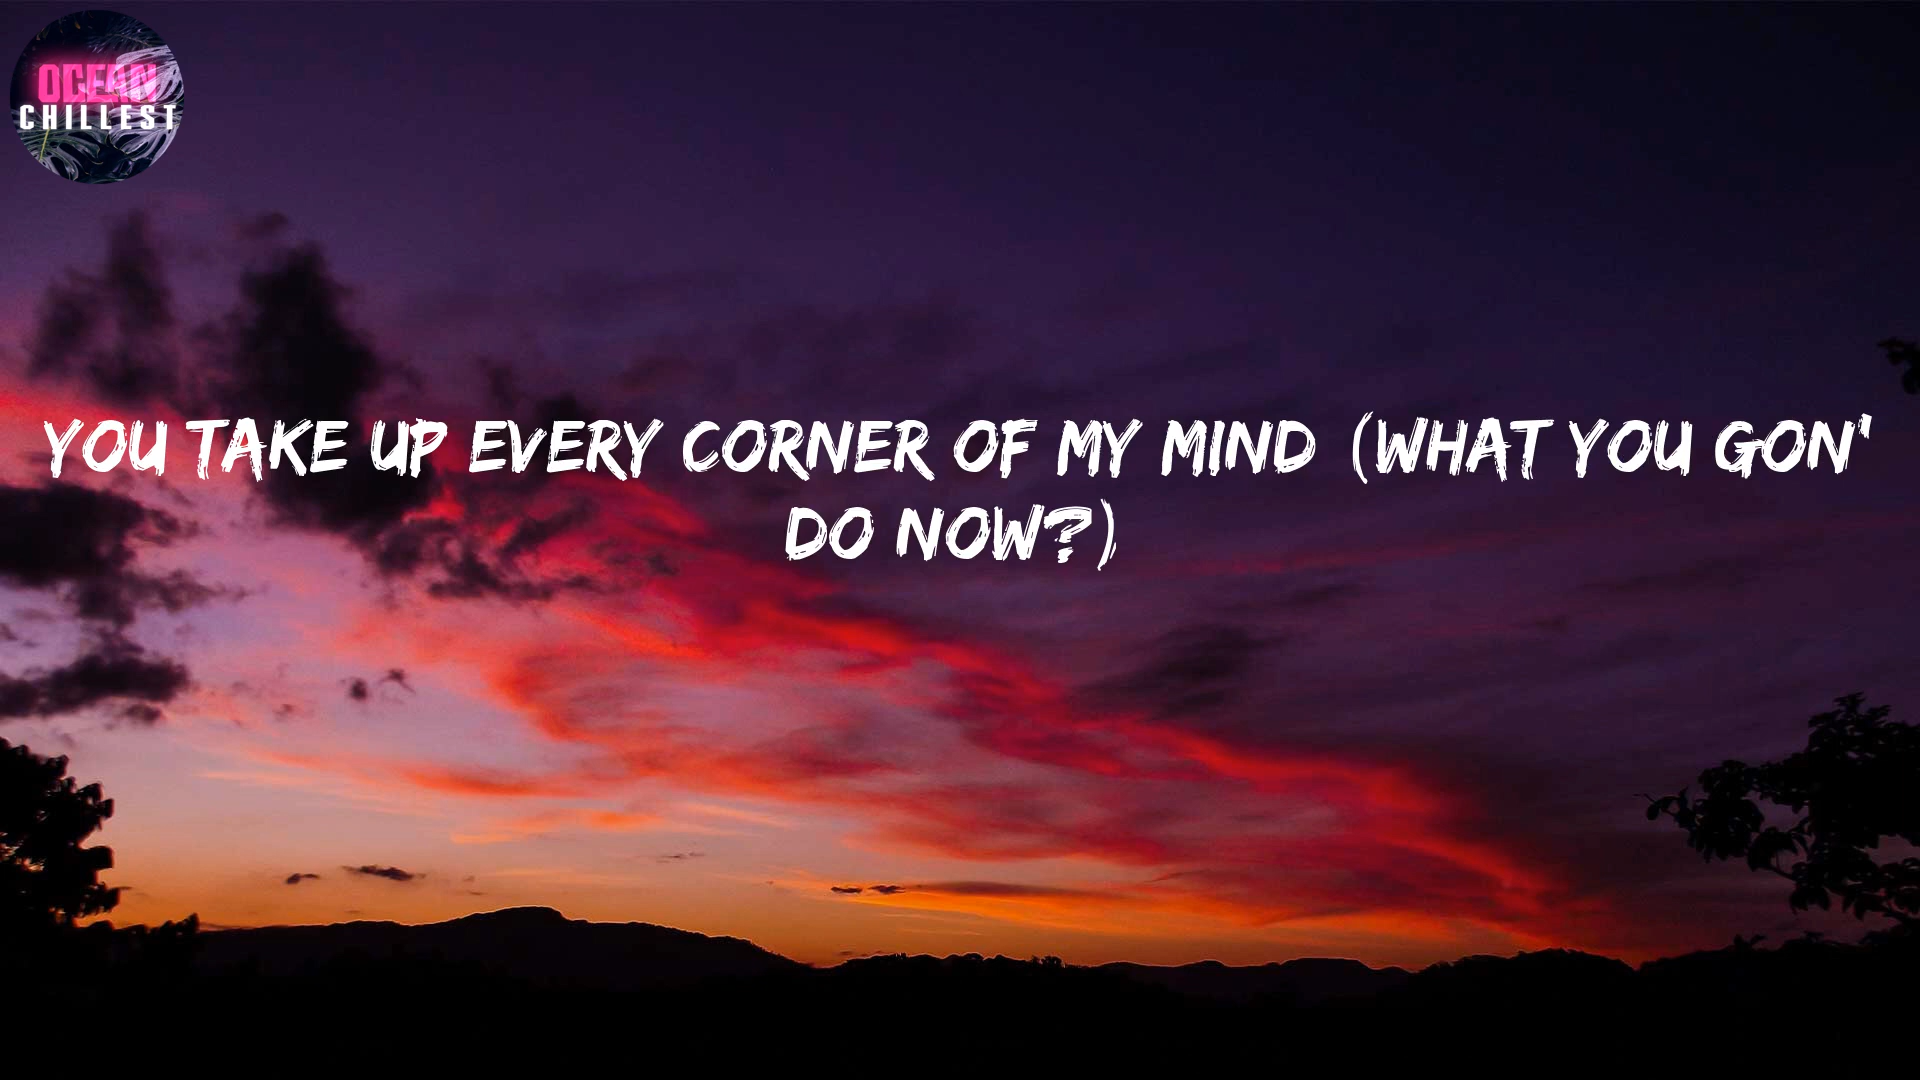 OCEAN
CHILLEST
YOU TAKE UP EVERY CORNER OF MY MIND (WHAT YOU GON'
DO NOW?)